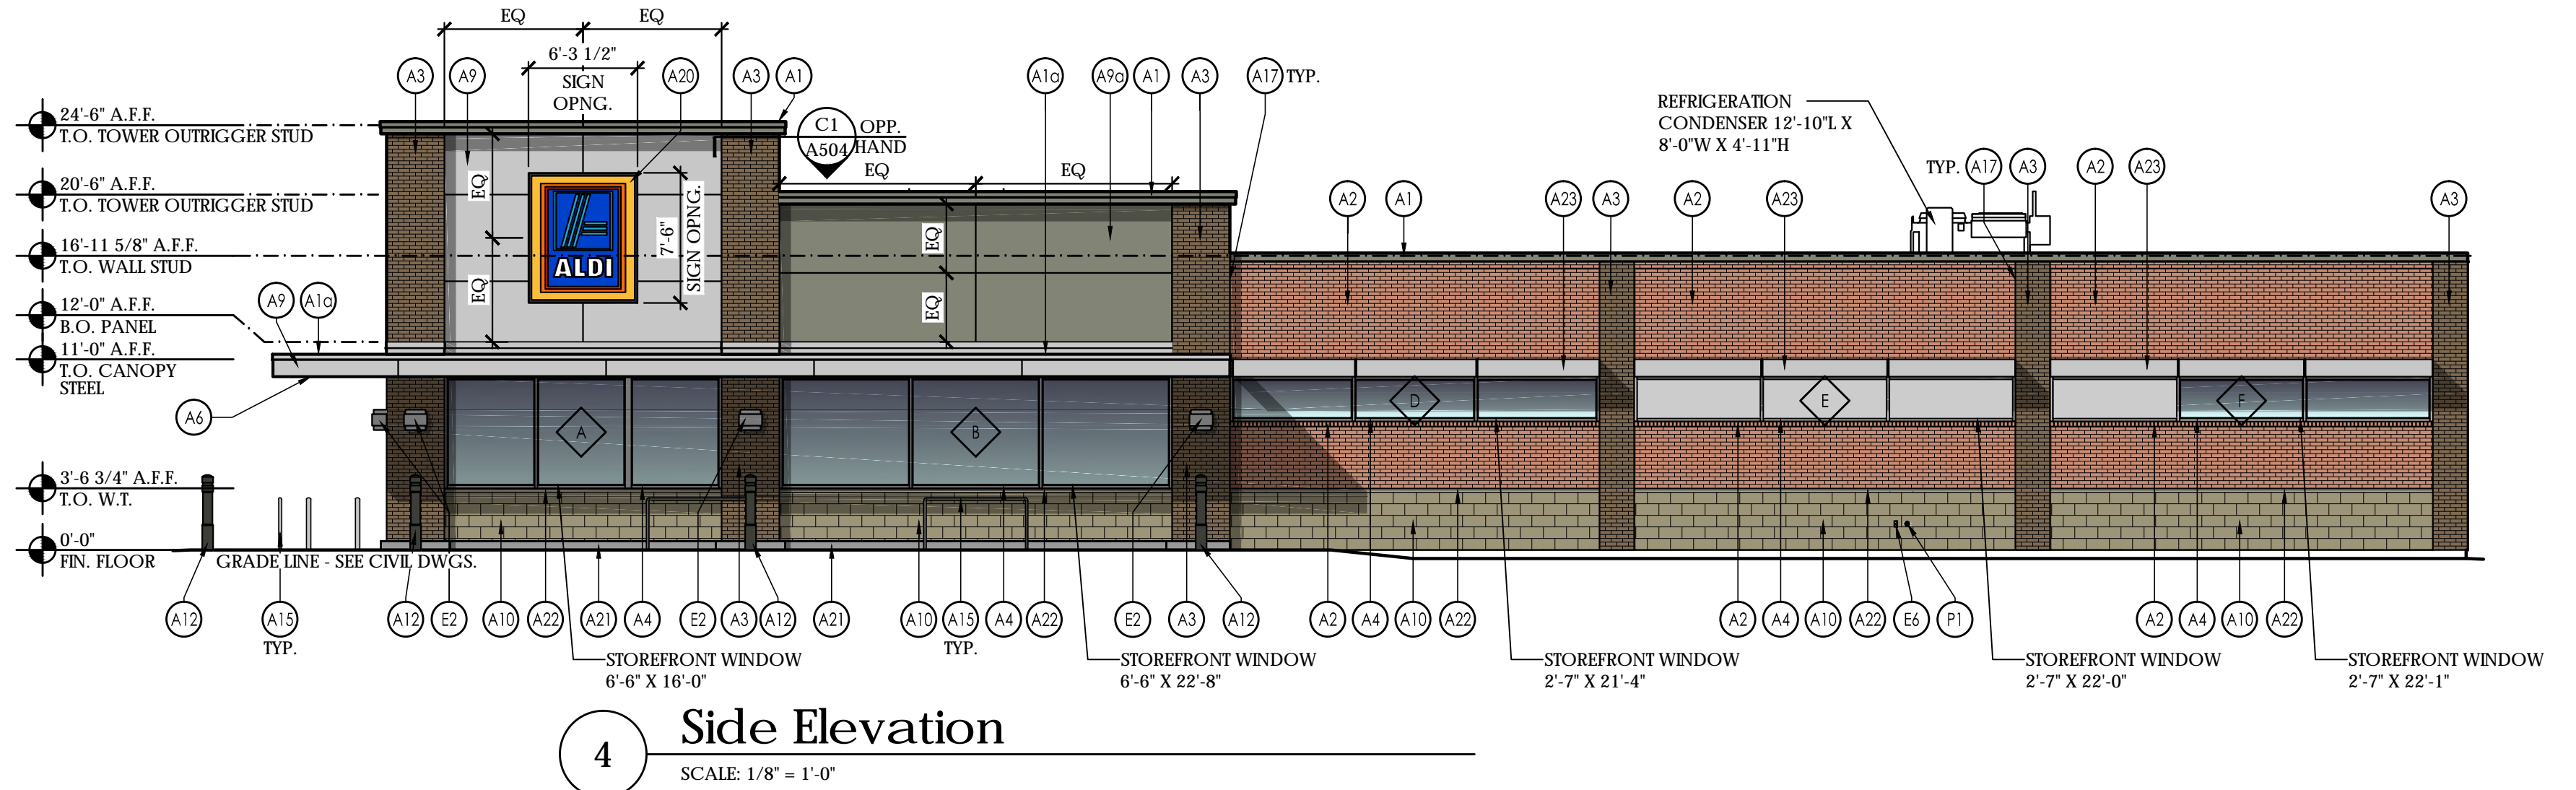 EQ EQ
6'-3 1/2"
SIGN
OPNG.
A3 A9 A20 A3 A1 A1a A9a A1 A3 A17 TYP.
24'-6" A.F.F.
T.O. TOWER OUTRIGGER STUD
C1
A504
OPP.
HAND
EQ EQ
REFRIGERATION
CONDENSER 12'-10"L X
8'-0"W X 4'-11"H
TYP. A17 A3 A2 A23
20'-6" A.F.F.
T.O. TOWER OUTRIGGER STUD
A2 A1 A23 A3 A2 A23 A3
EQ
EQ
7'-6"
SIGN OPNG.
ALDI
EQ
EQ
16'-11 5/8" A.F.F.
T.O. WALL STUD
A9 A1a
12'-0" A.F.F.
B.O. PANEL
11'-0" A.F.F.
T.O. CANOPY
STEEL
A6
A B D E F
3'-6 3/4" A.F.F.
T.O. W.T.
0'-0"
FIN. FLOOR
GRADE LINE - SEE CIVIL DWGS.
A12 A15 A12 E2 A10 A22 A21 A4 E2 A3 A12 A21 A10 A15 A4 A22 E2 A3 A12 A2 A4 A10 A22 A2 A4 A10 A22 E6 P1 A2 A4 A10 A22
TYP. TYP.
STOREFRONT WINDOW
6'-6" X 16'-0"
STOREFRONT WINDOW
6'-6" X 22'-8"
STOREFRONT WINDOW
2'-7" X 21'-4"
STOREFRONT WINDOW
2'-7" X 22'-0"
STOREFRONT WINDOW
2'-7" X 22'-1"
4
Side Elevation
SCALE: 1/8" = 1'-0"